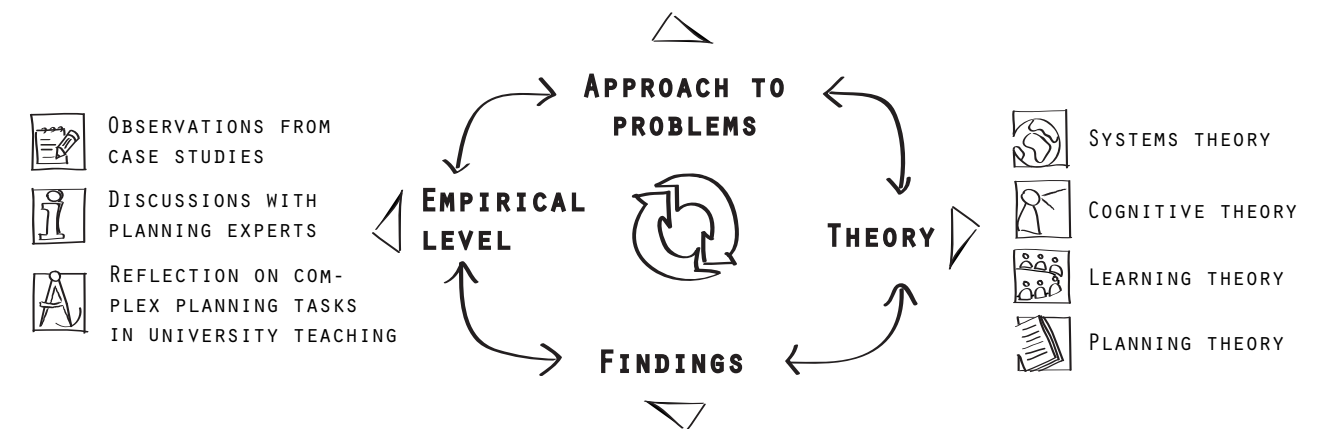 Approach to
problems
Observations from
case studies
Discussions with
planning experts
Reflection on com-
plex planning tasks
in university teaching
Empirical
level
Theory
Systems theory
Cognitive theory
Learning theory
Planning theory
Findings